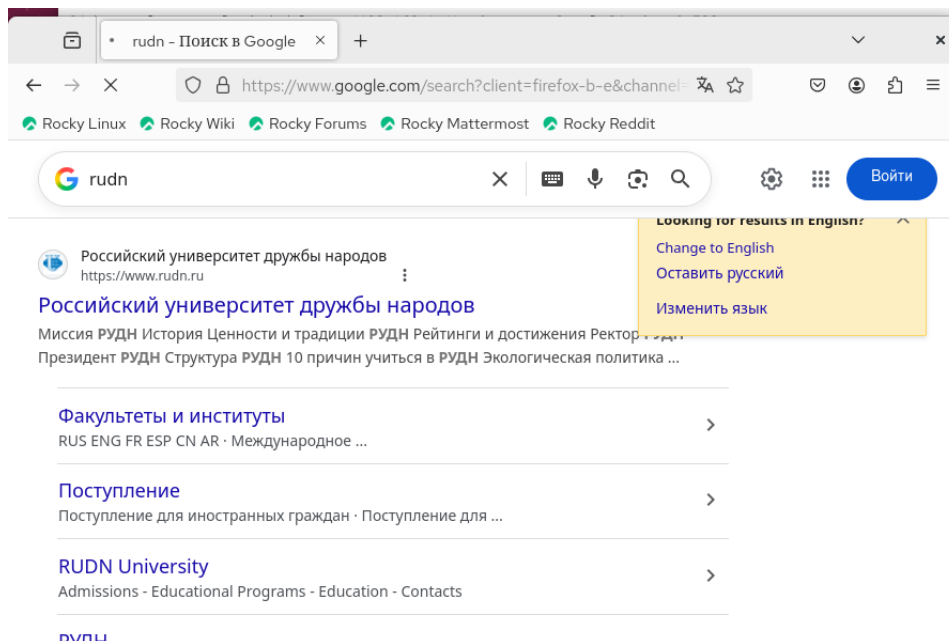 rudn – Поиск в Google
https://www.google.com/search?client=firefox-b-e&channel=
Rocky Linux Rocky Wiki Rocky Forums Rocky Mattermost Rocky Reddit
rudn
Войти
Looking for results in English?
Change to English
Оставить русский
Изменить язык
Российский университет дружбы народов
https://www.rudn.ru
Российский университет дружбы народов
Миссия РУДН История Ценности и традиции РУДН Рейтинги и достижения Ректор РУДН
Президент РУДН Структура РУДН 10 причин учиться в РУДН Экологическая политика ...
Факультеты и институты
RUS ENG FR ESP CN AR · Международное ...
Поступление
Поступление для иностранных граждан · Поступление для ...
RUDN University
Admissions - Educational Programs - Education - Contacts
РУДН